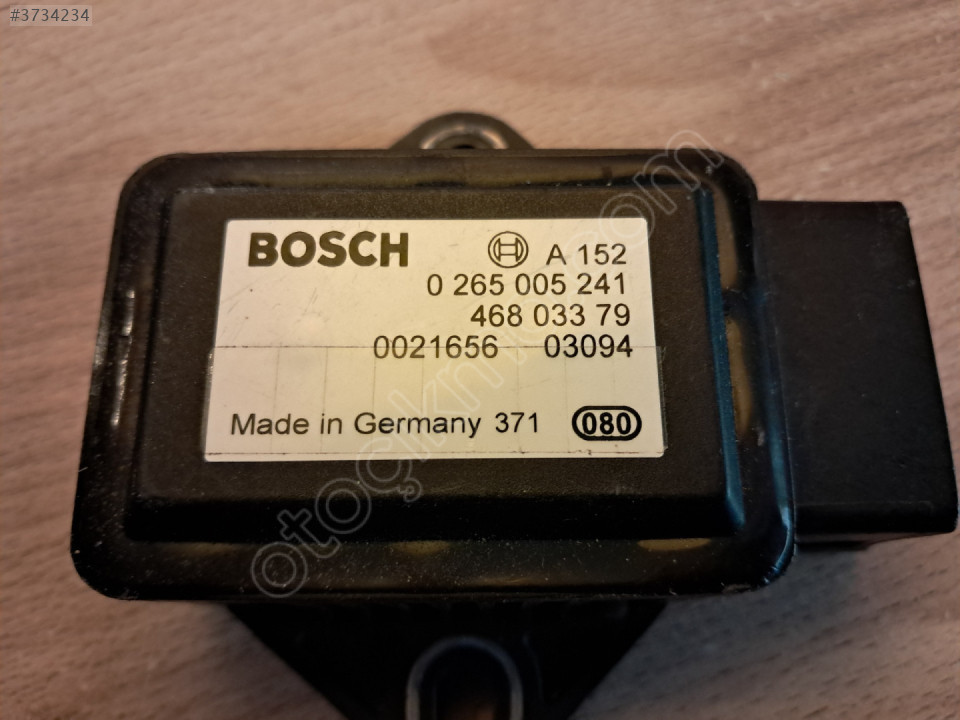 #3734234
BOSCH A 152
0 265 005 241
468 033 79
0021656 03094
Made in Germany 371 080